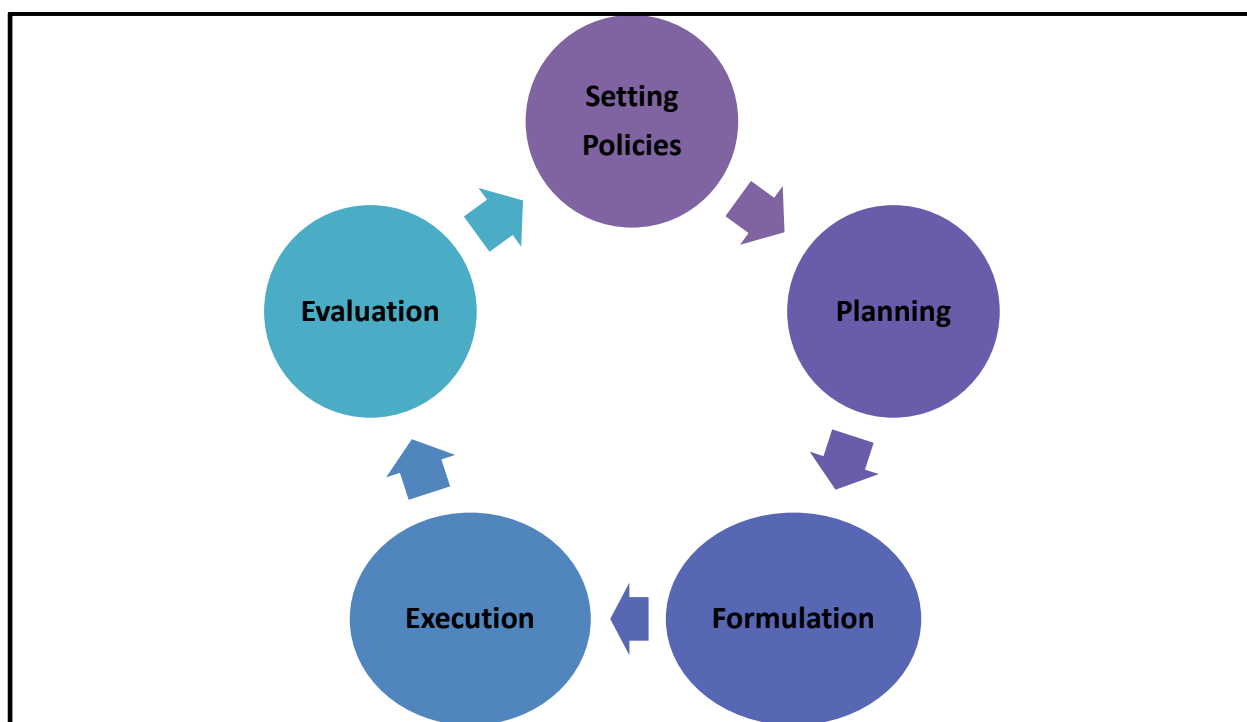 Setting
Policies
Planning
Formulation
Execution
Evaluation